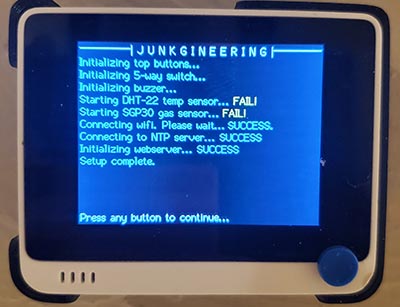 JUNKGINEERING
Initializing top buttons...
Initializing 5-way switch...
Initializing buzzer...
Starting DHT-22 temp sensor... FAIL!
Starting SGP30 gas sensor... FAIL!
Connecting wifi. Please wait... SUCCESS.
Connecting to NTP server... SUCCESS
Initializing webserver... SUCCESS
Setup complete.
Press any button to continue...